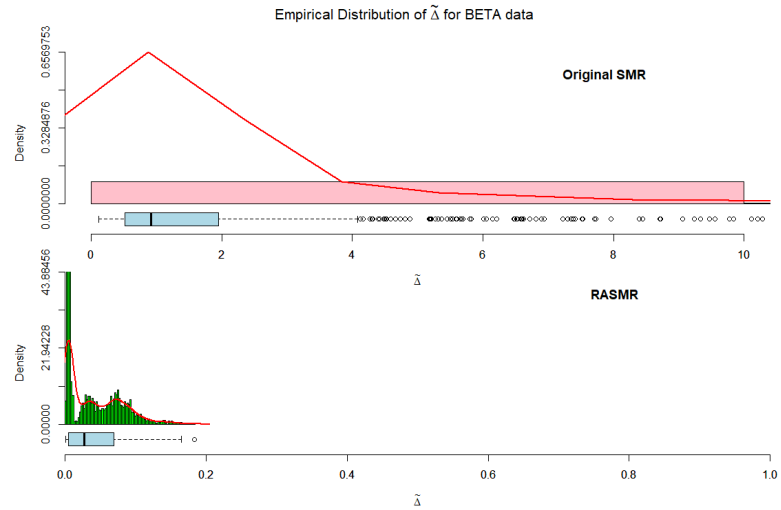 Empirical Distribution of Δ̃ for BETA data
Original SMR
Density
0.0000000 0.3284876 0.6569753
0 2 4 6 8 10
Δ̃
RASMR
Density
0.00000 21.94228 43.88456
0.0 0.2 0.4 0.6 0.8 1.0
Δ̃